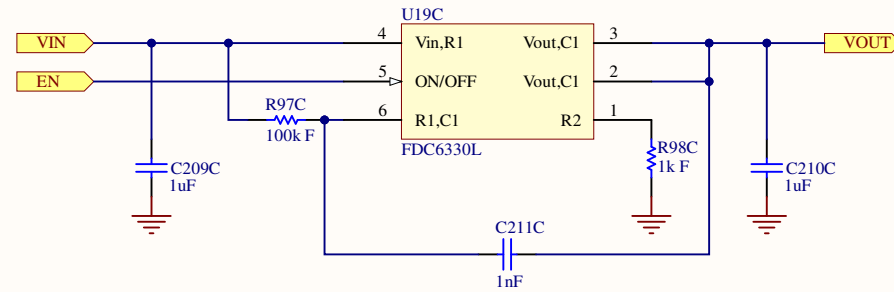 U19C
VIN
4
Vin,R1
Vout,C1
3
VOUT
EN
5
ON/OFF
Vout,C1
2
R97C
100k F
6
R1,C1
R2
1
FDC6330L
R98C
1k F
C209C
1uF
C210C
1uF
C211C
1nF